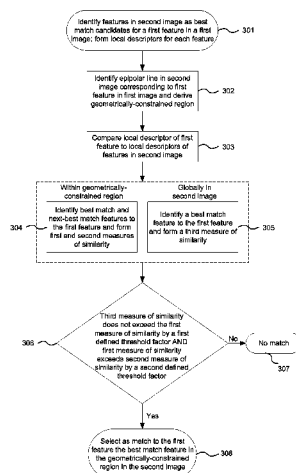 Identify features in second image as best
match candidates for a first feature in a first
image; form local descriptors for each feature
301
Identify epipolar line in second
image corresponding to first
feature in first image and derive
geometrically-constrained region
302
Compare local descriptor of first
feature to local descriptors of
features in second image
303
Within geometrically-
constrained region
Identify best match and
next-best match features to
the first feature and form
first and second measures
of similarity
304
Globally in
second image
Identify a best match
to the first feature and
form a third measure of
similarity
305
Third measure of similarity
does not exceed the first
measure of similarity by a first
defined threshold factor AND
first measure of similarity
exceeds second measure
of similarity by a second defined
threshold factor
306
No
No match
307
Yes
Select as match to the first
feature the best match feature in
the geometrically-constrained
region in the second image
308